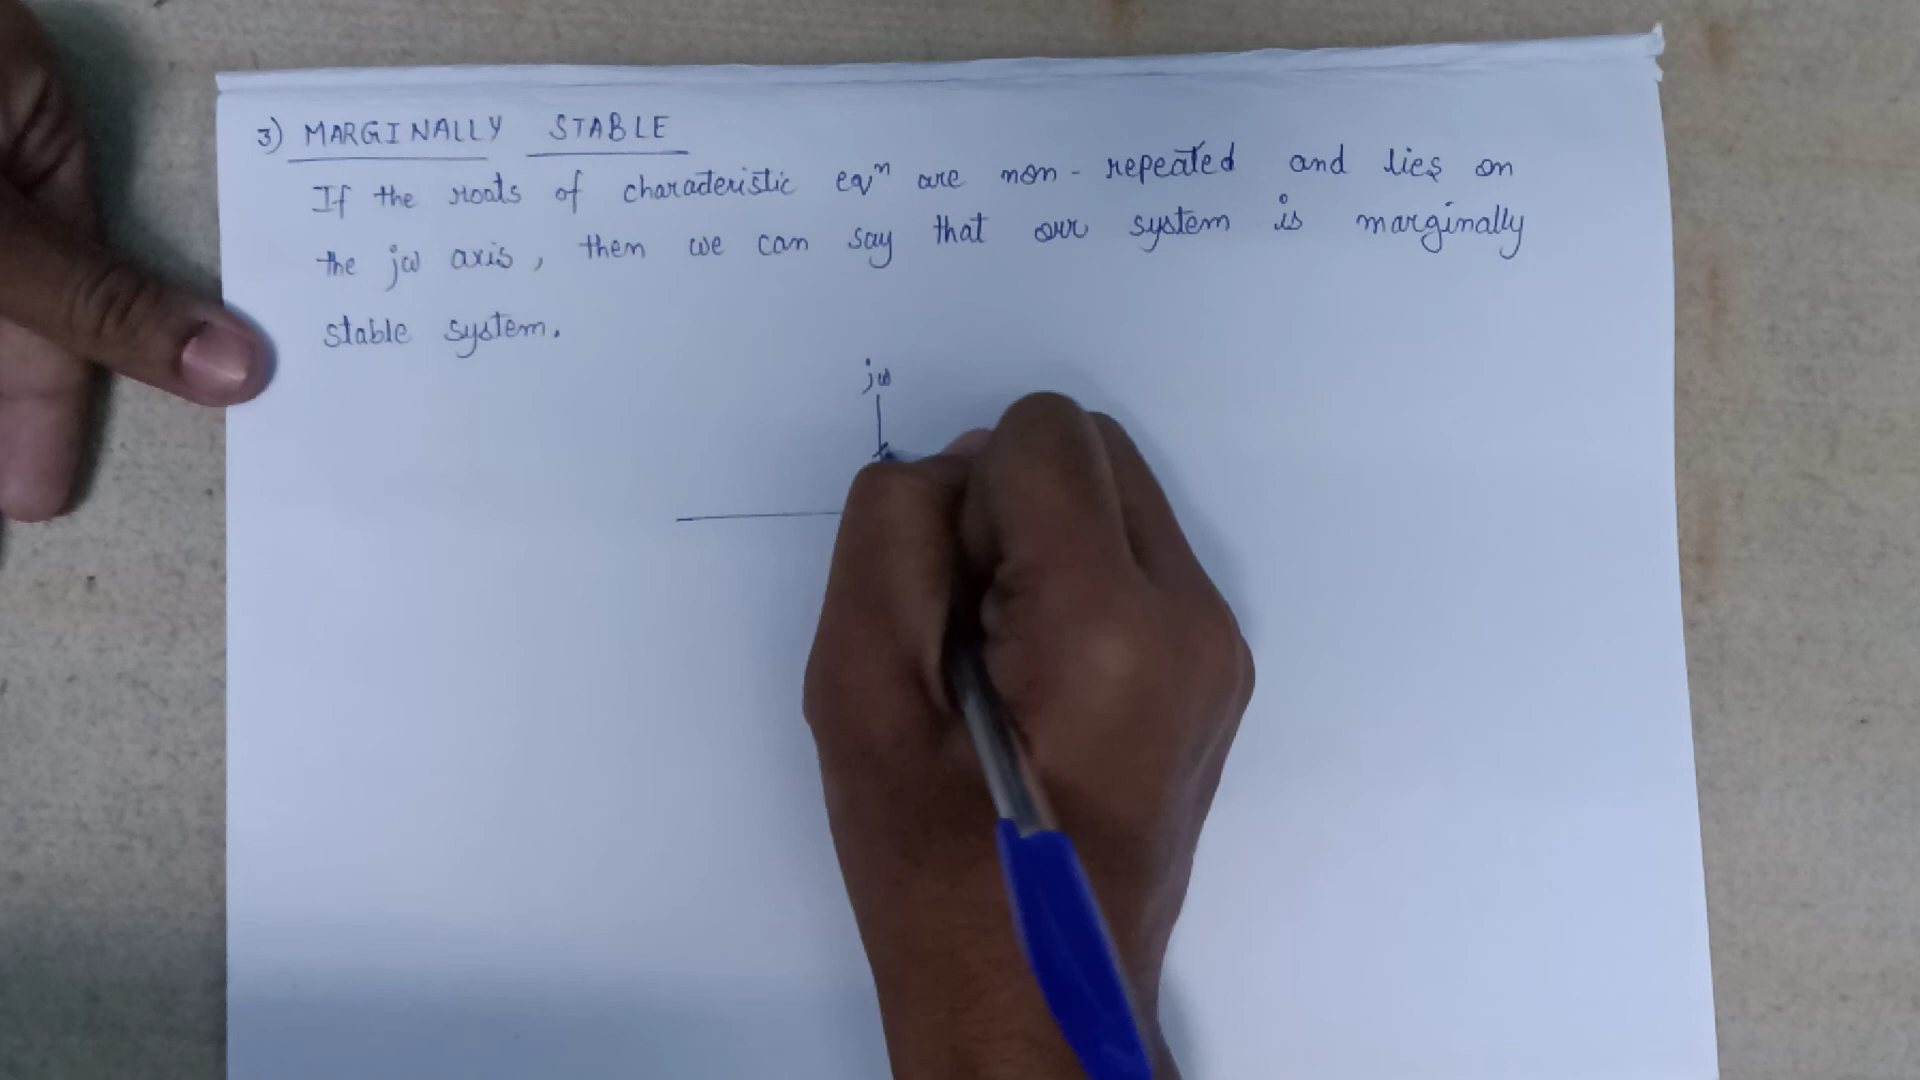 3) MARGINALLY STABLE
If the roots of characteristic eqⁿ are non-repeated and lies on
the jω axis, then we can say that our system is marginally
stable system.
jω